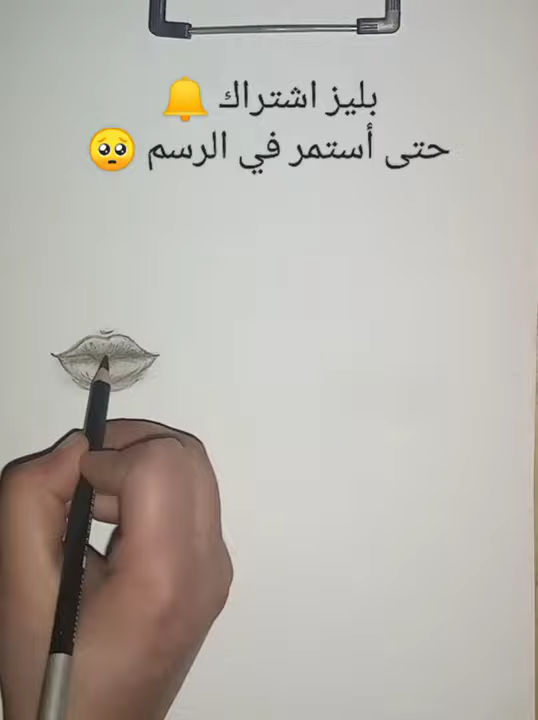 بليز اشتراك 🔔
حتى أستمر في الرسم 🥺